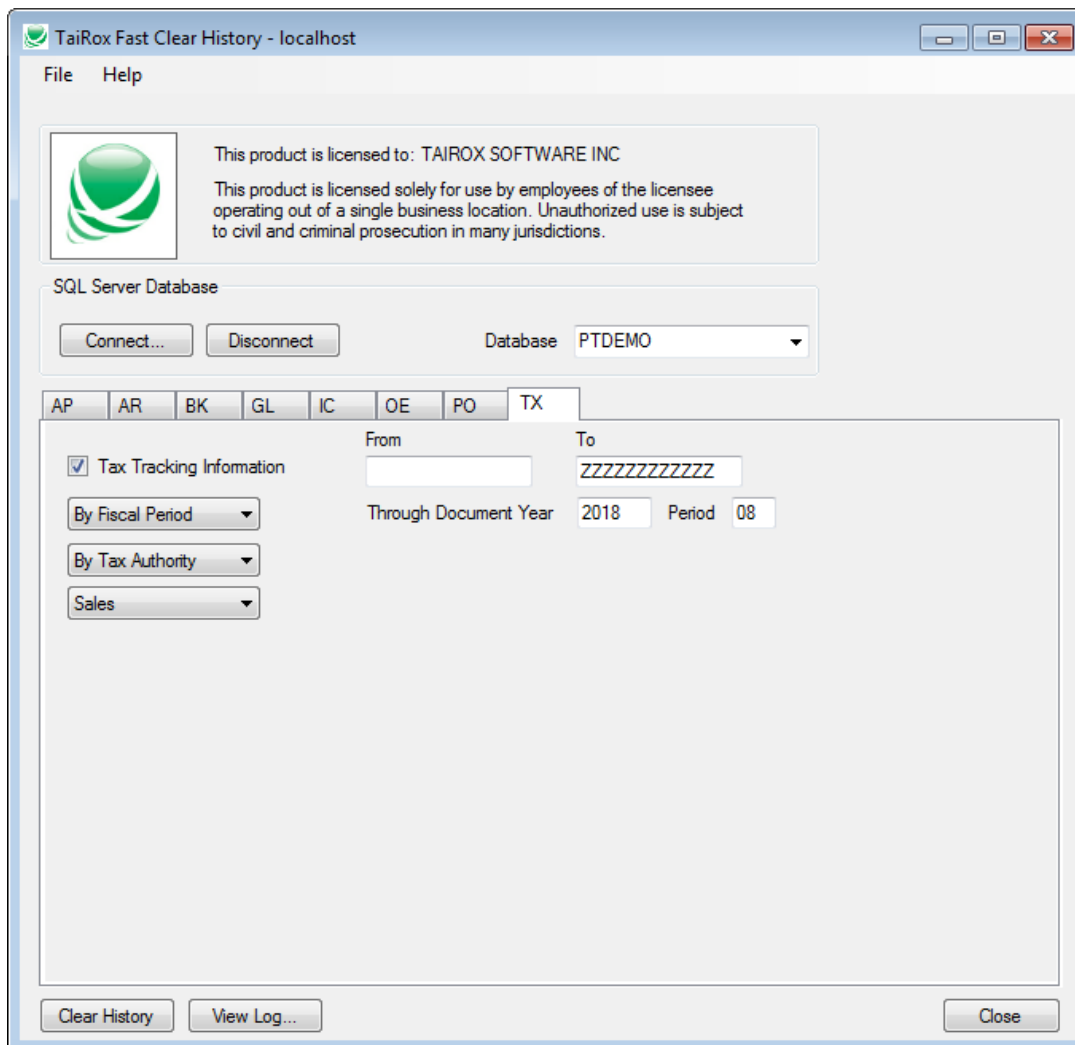 TaiRox Fast Clear History - localhost
File Help
This product is licensed to: TAIROX SOFTWARE INC
This product is licensed solely for use by employees of the licensee
operating out of a single business location. Unauthorized use is subject
to civil and criminal prosecution in many jurisdictions.
SQL Server Database
Connect... Disconnect Database PTDEMO
AP AR BK GL IC OE PO TX
From To
Tax Tracking Information ZZZZZZZZZZZZ
By Fiscal Period Through Document Year 2018 Period 08
By Tax Authority
Sales
Clear History View Log... Close